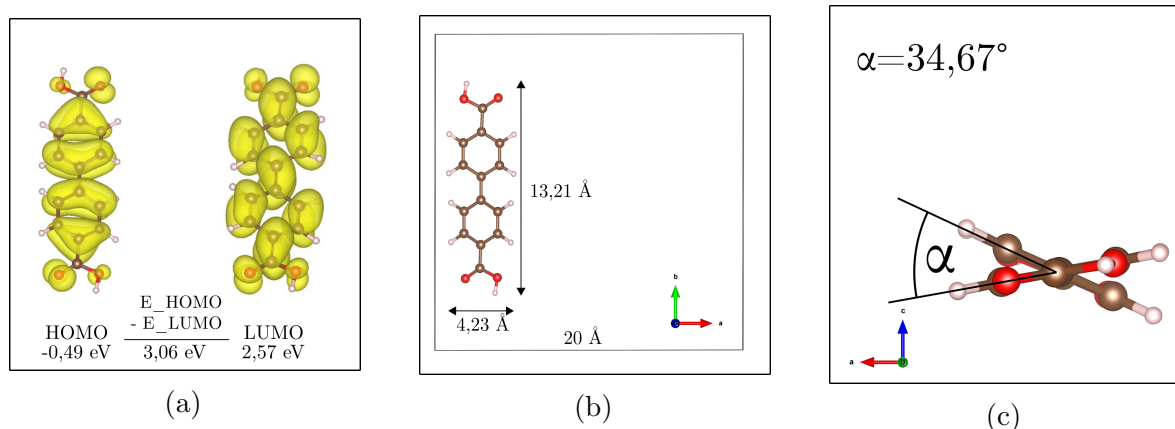 E_HOMO
- E_LUMO
HOMO
-0,49 eV
3,06 eV
LUMO
2,57 eV
(a)
13,21 Å
4,23 Å
20 Å
b
a
(b)
α=34,67°
α
c
a
b
(c)